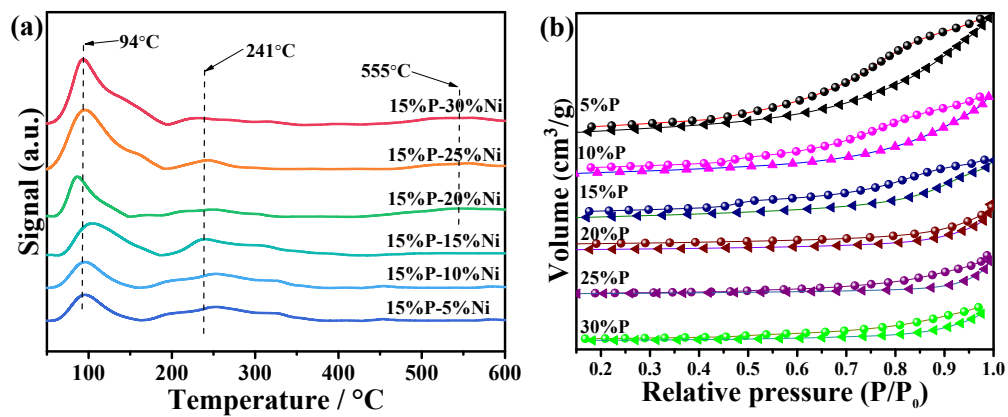 (a)
94°C
241°C
555°C
15%P-30%Ni
15%P-25%Ni
15%P-20%Ni
15%P-15%Ni
15%P-10%Ni
15%P-5%Ni
Signal (a.u.)
100 200 300 400 500 600
Temperature / °C
(b)
5%P
10%P
15%P
20%P
25%P
30%P
Volume (cm³/g)
0.2 0.3 0.4 0.5 0.6 0.7 0.8 0.9 1.0
Relative pressure (P/P₀)